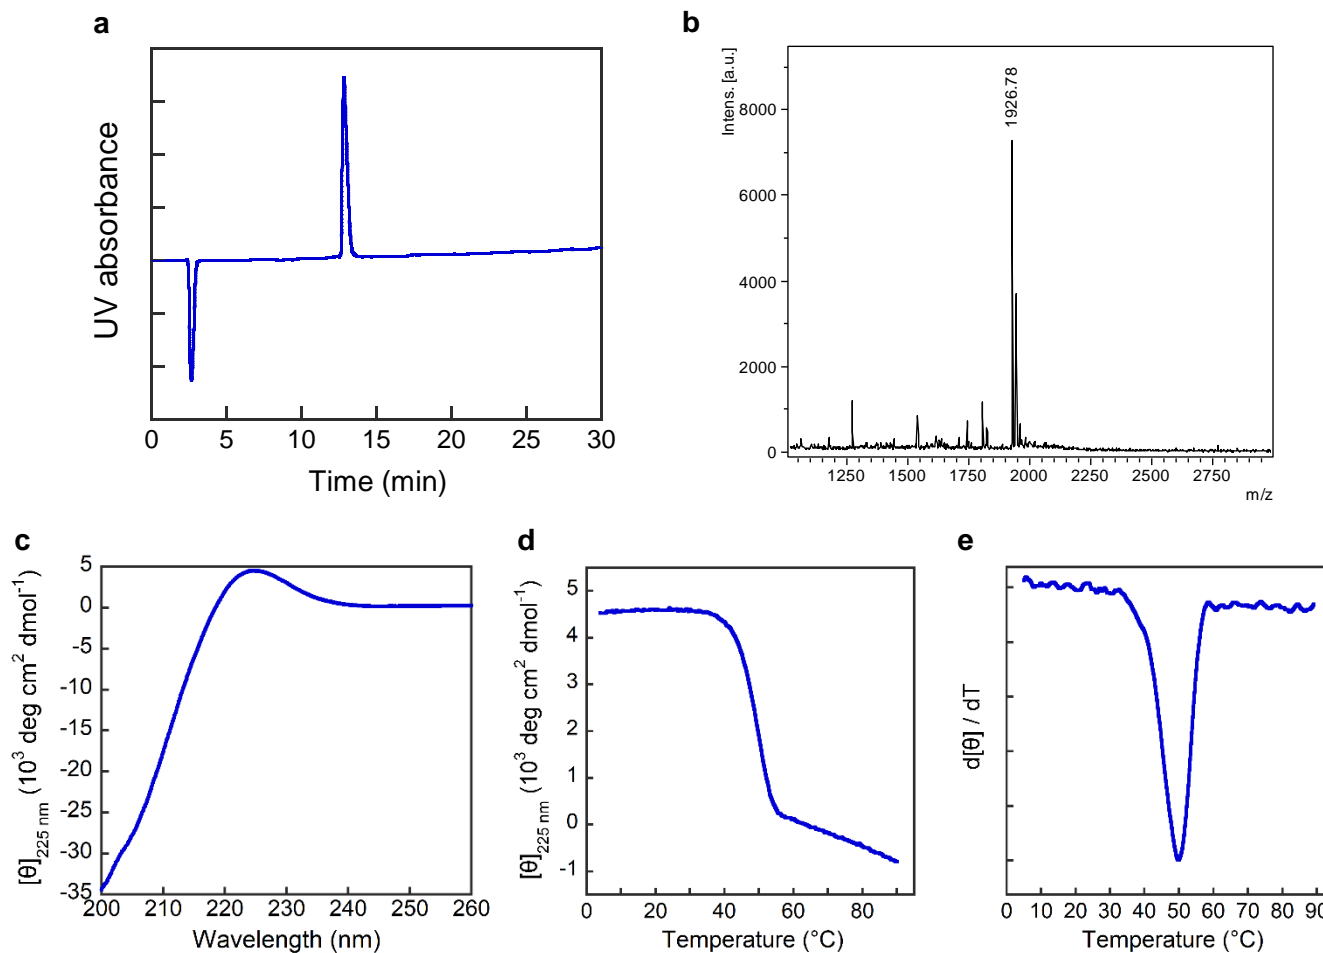 a
UV absorbance
0 5 10 15 20 25 30
Time (min)
b
Intens. [a.u.]
8000
6000
4000
2000
0
1926.78
1250 1500 1750 2000 2250 2500 2750
m/z
c
[θ]225 nm (10³ deg cm² dmol⁻¹)
5
0
-5
-10
-15
-20
-25
-30
-35
200 210 220 230 240 250 260
Wavelength (nm)
d
[θ]225 nm (10³ deg cm² dmol⁻¹)
5
4
3
2
1
0
-1
0 20 40 60 80
Temperature (°C)
e
d[θ] / dT
0 10 20 30 40 50 60 70 80 90
Temperature (°C)